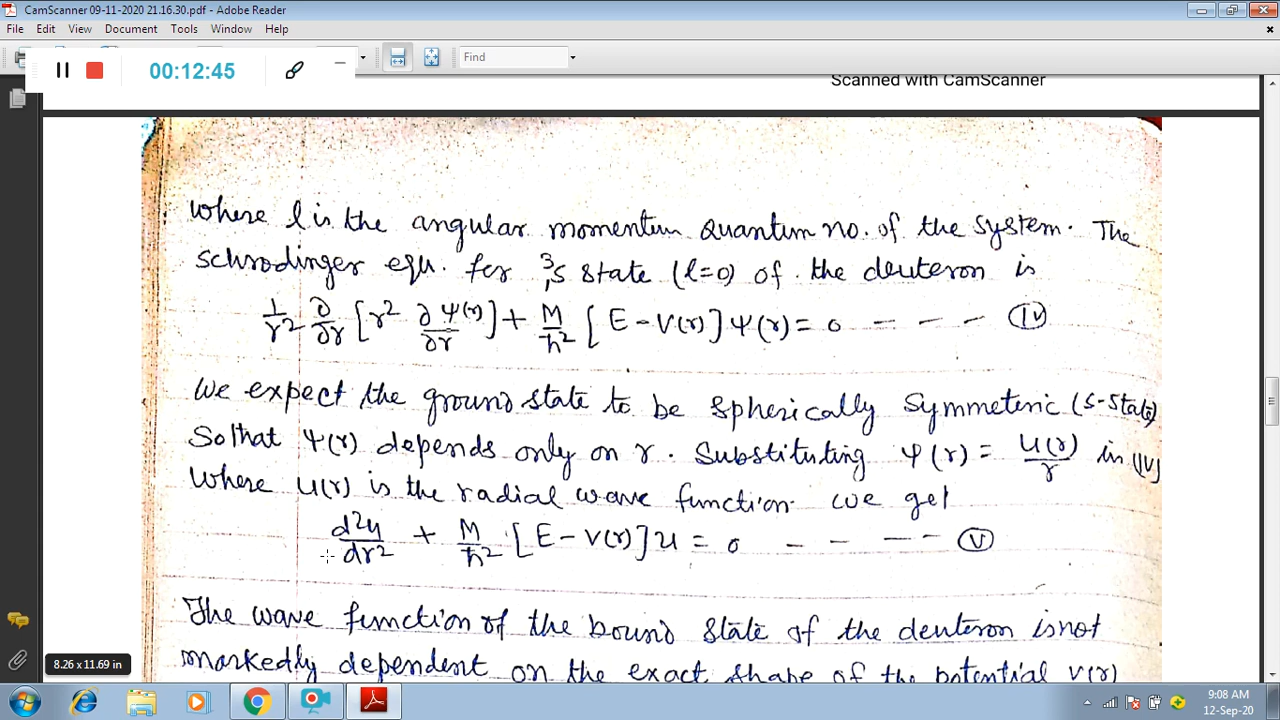 CamScanner 09-11-2020 21.16.30.pdf - Adobe Reader
File Edit View Document Tools Window Help
00:12:45
Find
Scanned with CamScanner
Where l is the angular momentum Quantum no. of the system. The
schrodinger equ. for ³₁S state (l=0) of the deuteron is
1/r² ∂/∂r [r² ∂ψ(r)/∂r] + M/ħ² [E - V(r)] ψ(r) = 0 - - - (IV)
We expect the ground state to be spherically symmeteric (S-State)
So that ψ(r) depends only on r. Substituting ψ(r) = u(r)/r in (IV)
Where u(r) is the radial wave function we get
d²u/dr² + M/ħ² [E - V(r)] u = 0 - - - - (V)
The wave function of the bound state of the deuteron is not
markedly dependent on the exact shape of the potential V(r)
8.26 x 11.69 in
9:08 AM
12-Sep-20